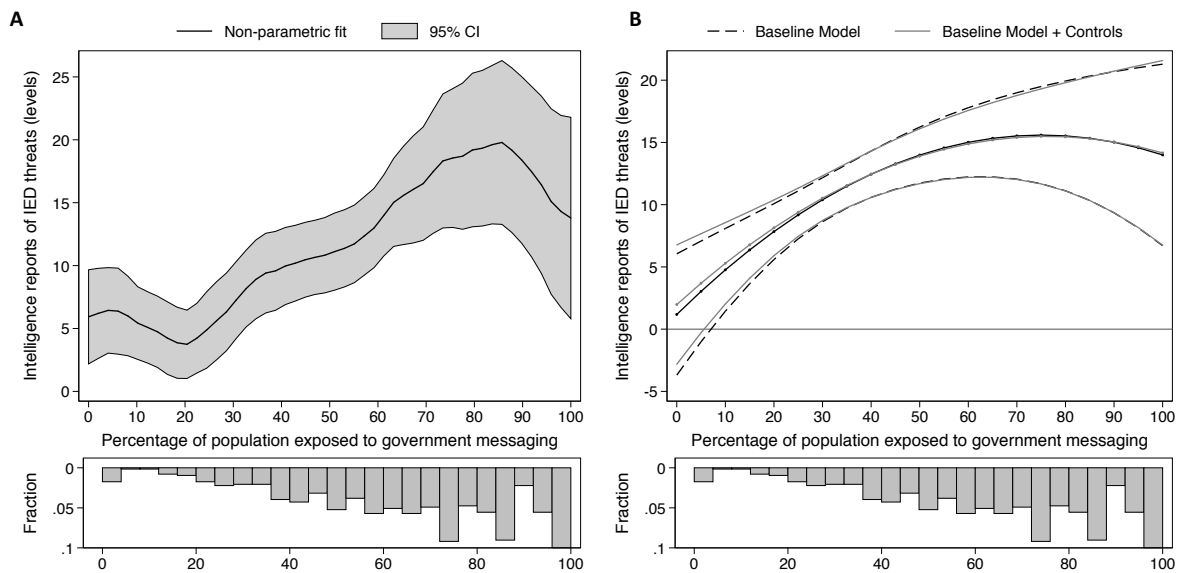 A
Non-parametric fit 95% CI
Intelligence reports of IED threats (levels)
25
20
15
10
5
0
0 10 20 30 40 50 60 70 80 90 100
Percentage of population exposed to government messaging
Fraction
0
.05
.1
0 20 40 60 80 100
B
Baseline Model Baseline Model + Controls
Intelligence reports of IED threats (levels)
20
15
10
5
0
-5
0 10 20 30 40 50 60 70 80 90 100
Percentage of population exposed to government messaging
Fraction
0
.05
.1
0 20 40 60 80 100